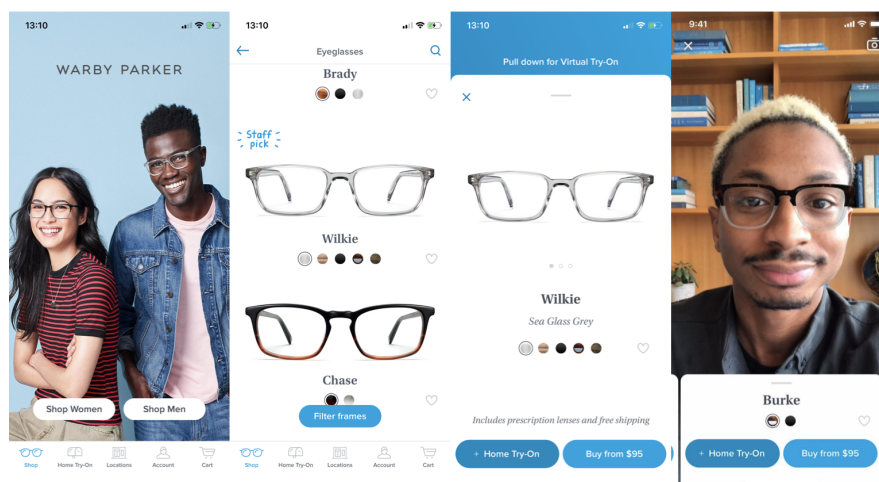 13:10
WARBY PARKER
Shop Women
Shop Men
Shop
Home Try-On
Locations
Account
Cart
13:10
Eyeglasses
Brady
Staff
pick
Wilkie
Chase
Filter frames
Shop
Home Try-On
Locations
Account
Cart
13:10
Pull down for Virtual Try-On
Wilkie
Sea Glass Grey
Includes prescription lenses and free shipping
+ Home Try-On
Buy from $95
9:41
Burke
+ Home Try-On
Buy from $95